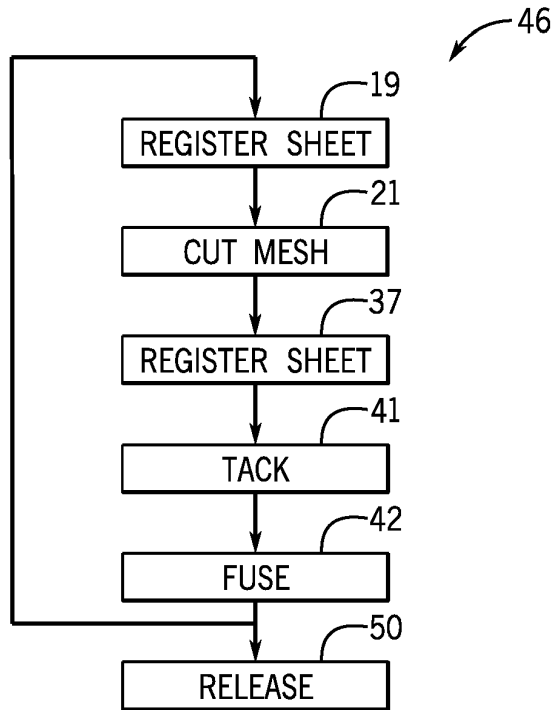 46
19
REGISTER SHEET
21
CUT MESH
37
REGISTER SHEET
41
TACK
42
FUSE
50
RELEASE